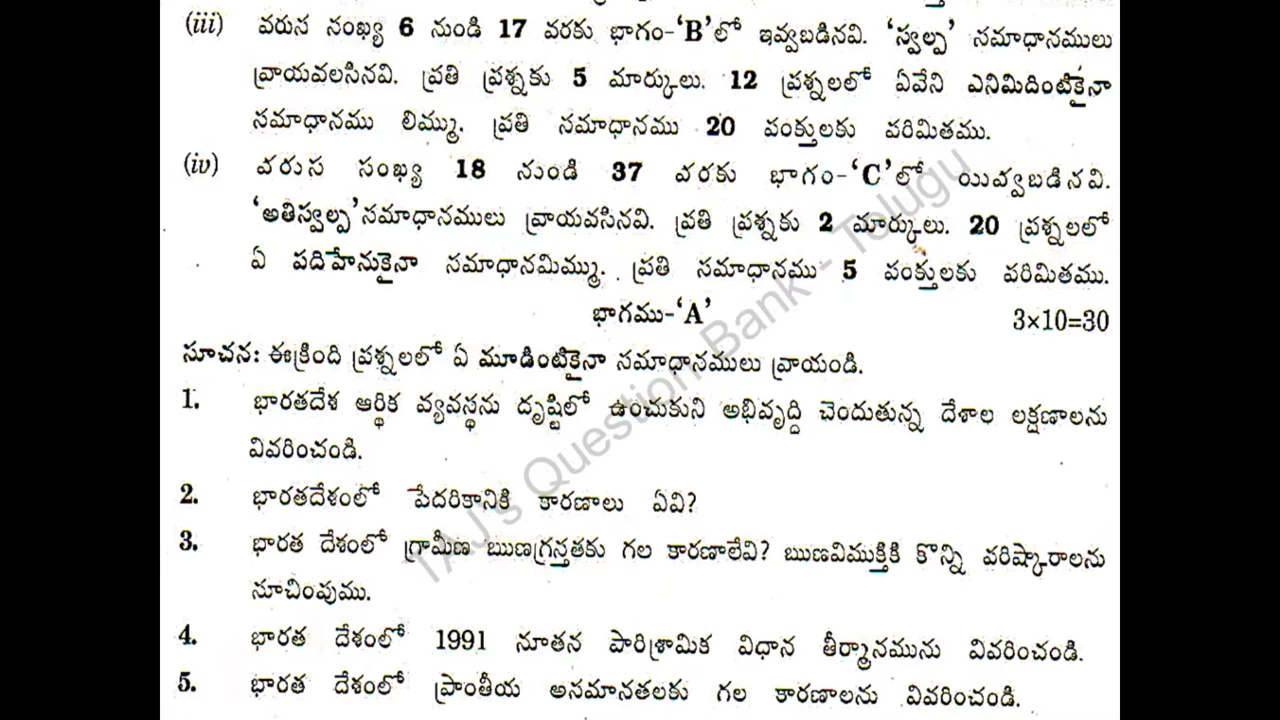 (iii) వరుస సంఖ్య 6 నుండి 17 వరకు భాగం-‘B’లో ఇవ్వబడినవి. ‘స్వల్ప’ సమాధానములు
వ్రాయవలసినవి. ప్రతి ప్రశ్నకు 5 మార్కులు. 12 ప్రశ్నలలో ఏవేని ఎనిమిదింటికైనా
సమాధానము లిమ్ము. ప్రతి సమాధానము 20 పంక్తులకు పరిమితము.
(iv) వరుస సంఖ్య 18 నుండి 37 వరకు భాగం-‘C’లో యివ్వబడినవి.
‘అతిస్వల్ప’సమాధానములు వ్రాయవసినవి. ప్రతి ప్రశ్నకు 2 మార్కులు. 20 ప్రశ్నలలో
ఏ పదిహేనుకైనా సమాధానమిమ్ము. ప్రతి సమాధానము 5 పంక్తులకు పరిమితము.
భాగము-‘A’ 3×10=30
సూచన: ఈక్రింది ప్రశ్నలలో ఏ మూడింటికైనా సమాధానములు వ్రాయండి.
1. భారతదేశ ఆర్థిక వ్యవస్థను దృష్టిలో ఉంచుకుని అభివృద్ది చెందుతున్న దేశాల లక్షణాలను
వివరించండి.
2. భారతదేశంలో పేదరికానికి కారణాలు ఏవి?
3. భారత దేశంలో గ్రామీణ ఋణగ్రస్తతకు గల కారణాలేవి? ఋణవిముక్తికి కొన్ని పరిష్కారాలను
సూచింపుము.
4. భారత దేశంలో 1991 నూతన పారిశ్రామిక విధాన తీర్మానమును వివరించండి.
5. భారత దేశంలో ప్రాంతీయ అసమానతలకు గల కారణాలను వివరించండి.
TAJ's Question Bank - Telugu